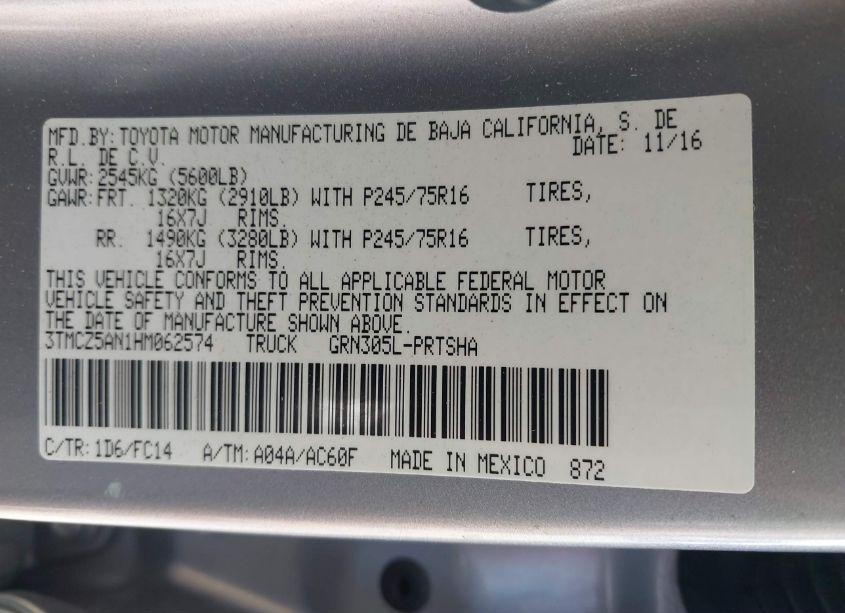 MFD.BY:TOYOTA MOTOR MANUFACTURING DE BAJA CALIFORNIA, S. DE
R.L. DE C.V. DATE: 11/16
GVWR:2545KG (5600LB)
GAWR:FRT. 1320KG (2910LB) WITH P245/75R16 TIRES,
16X7J RIMS.
RR. 1490KG (3280LB) WITH P245/75R16 TIRES,
16X7J RIMS.
THIS VEHICLE CONFORMS TO ALL APPLICABLE FEDERAL MOTOR
VEHICLE SAFETY AND THEFT PREVENTION STANDARDS IN EFFECT ON
THE DATE OF MANUFACTURE SHOWN ABOVE.
3TMCZ5AN1HM062574 TRUCK GRN305L-PRTSHA
C/TR:1D6/FC14 A/TM:A04A/AC60F MADE IN MEXICO 872